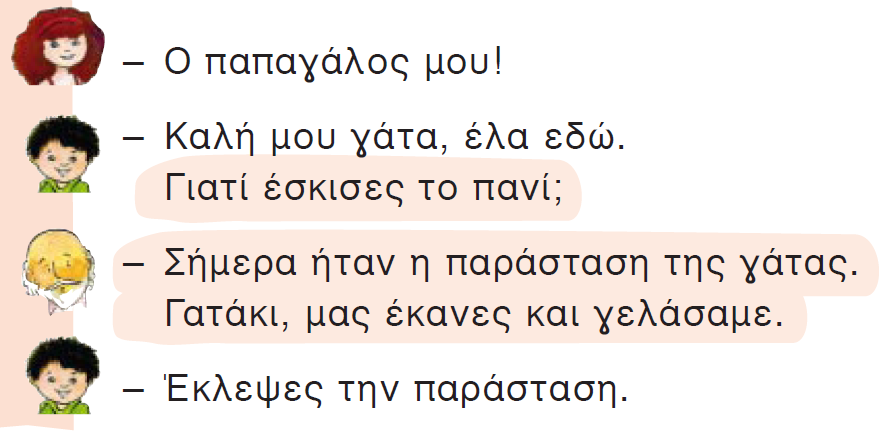 – Ο παπαγάλος μου!
– Καλή μου γάτα, έλα εδώ.
Γιατί έσκισες το πανί;
– Σήμερα ήταν η παράσταση της γάτας.
Γατάκι, μας έκανες και γελάσαμε.
– Έκλεψες την παράσταση.